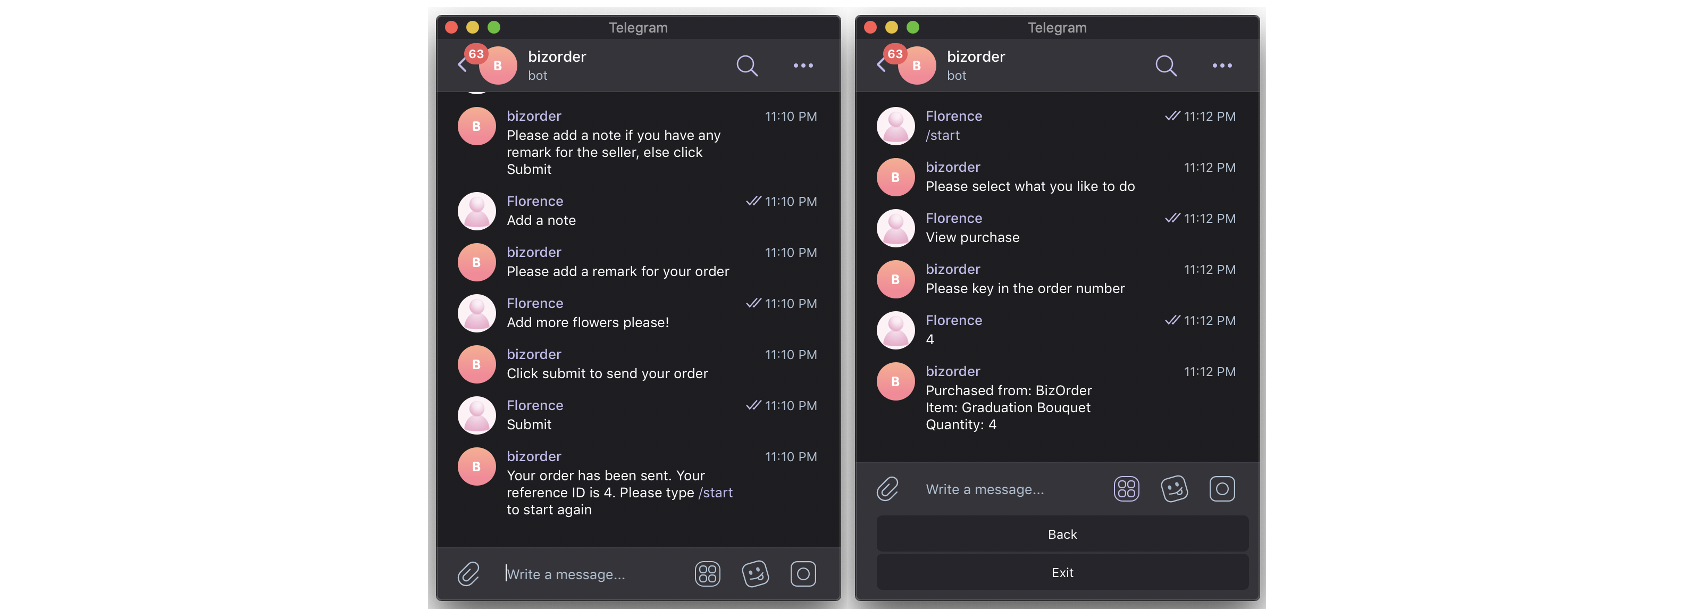 Telegram
63
B
bizorder
bot
B
bizorder
11:10 PM
Please add a note if you have any
remark for the seller, else click
Submit
Florence
11:10 PM
Add a note
B
bizorder
11:10 PM
Please add a remark for your order
Florence
11:10 PM
Add more flowers please!
B
bizorder
11:10 PM
Click submit to send your order
Florence
11:10 PM
Submit
B
bizorder
11:10 PM
Your order has been sent. Your
reference ID is 4. Please type /start
to start again
Write a message...
Telegram
63
B
bizorder
bot
Florence
11:12 PM
/start
B
bizorder
11:12 PM
Please select what you like to do
Florence
11:12 PM
View purchase
B
bizorder
11:12 PM
Please key in the order number
Florence
11:12 PM
4
B
bizorder
11:12 PM
Purchased from: BizOrder
Item: Graduation Bouquet
Quantity: 4
Write a message...
Back
Exit